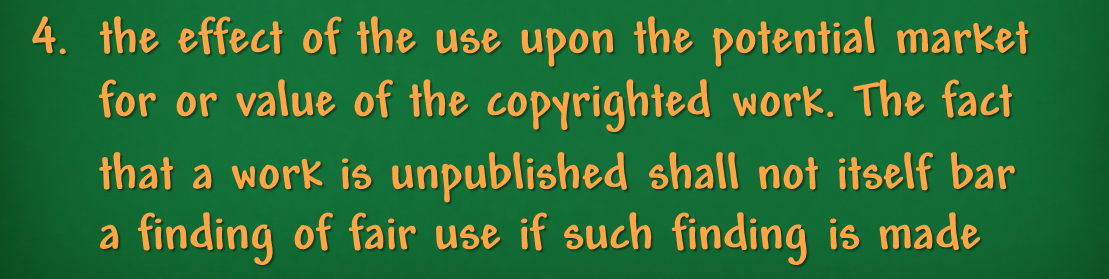 4. the effect of the use upon the potential market
for or value of the copyrighted work. The fact
that a work is unpublished shall not itself bar
a finding of fair use if such finding is made